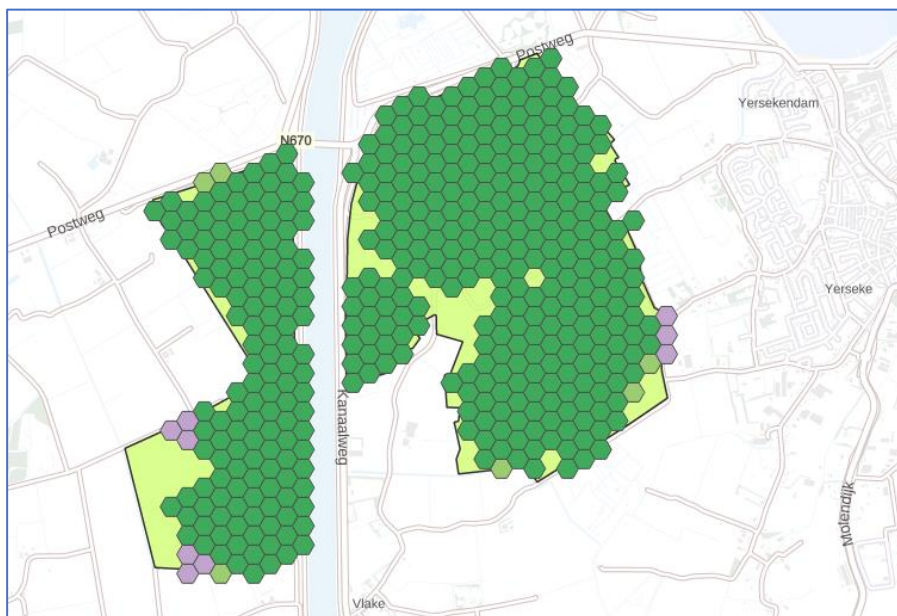 Postweg
Yersekendam
N670
Postweg
Yerseke
Kanaalweg
Molendijk
Vlake